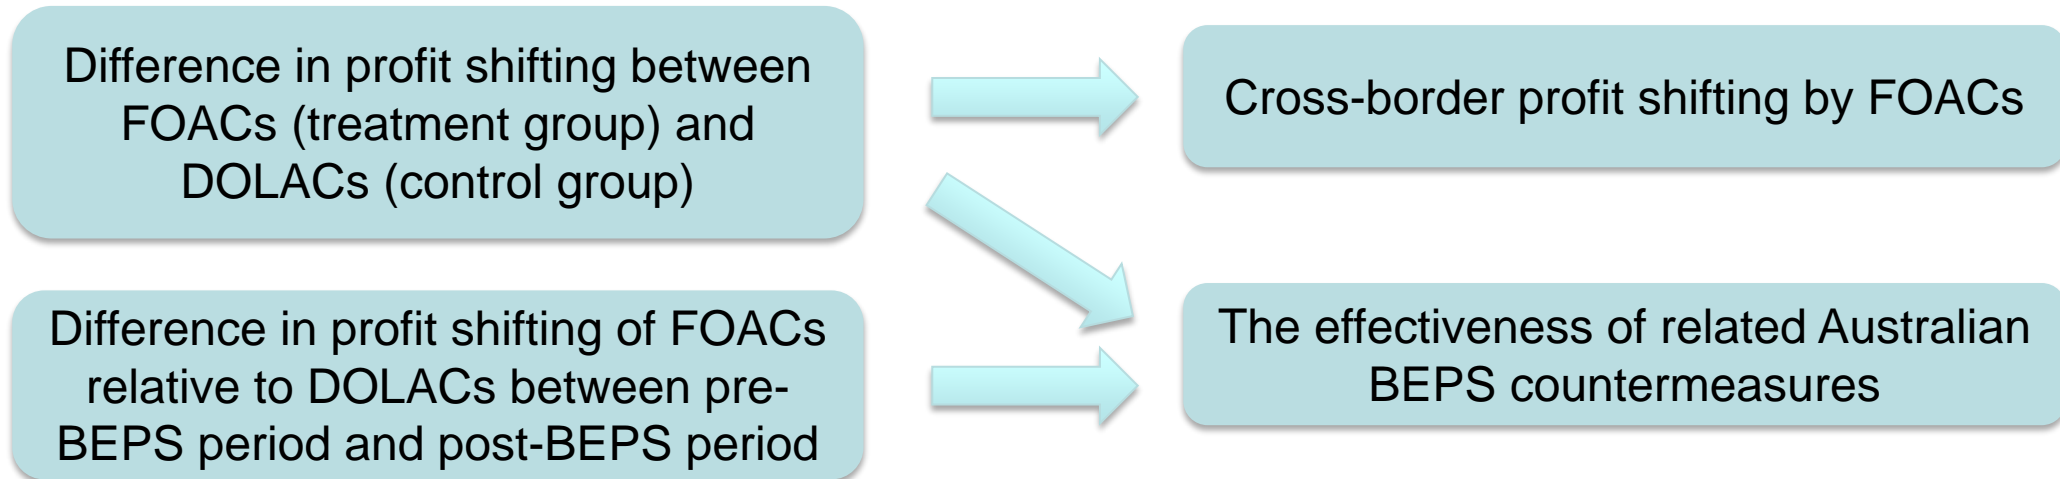 Difference in profit shifting between
FOACs (treatment group) and
DOLACs (control group)
Cross-border profit shifting by FOACs
Difference in profit shifting of FOACs
relative to DOLACs between pre-
BEPS period and post-BEPS period
The effectiveness of related Australian
BEPS countermeasures